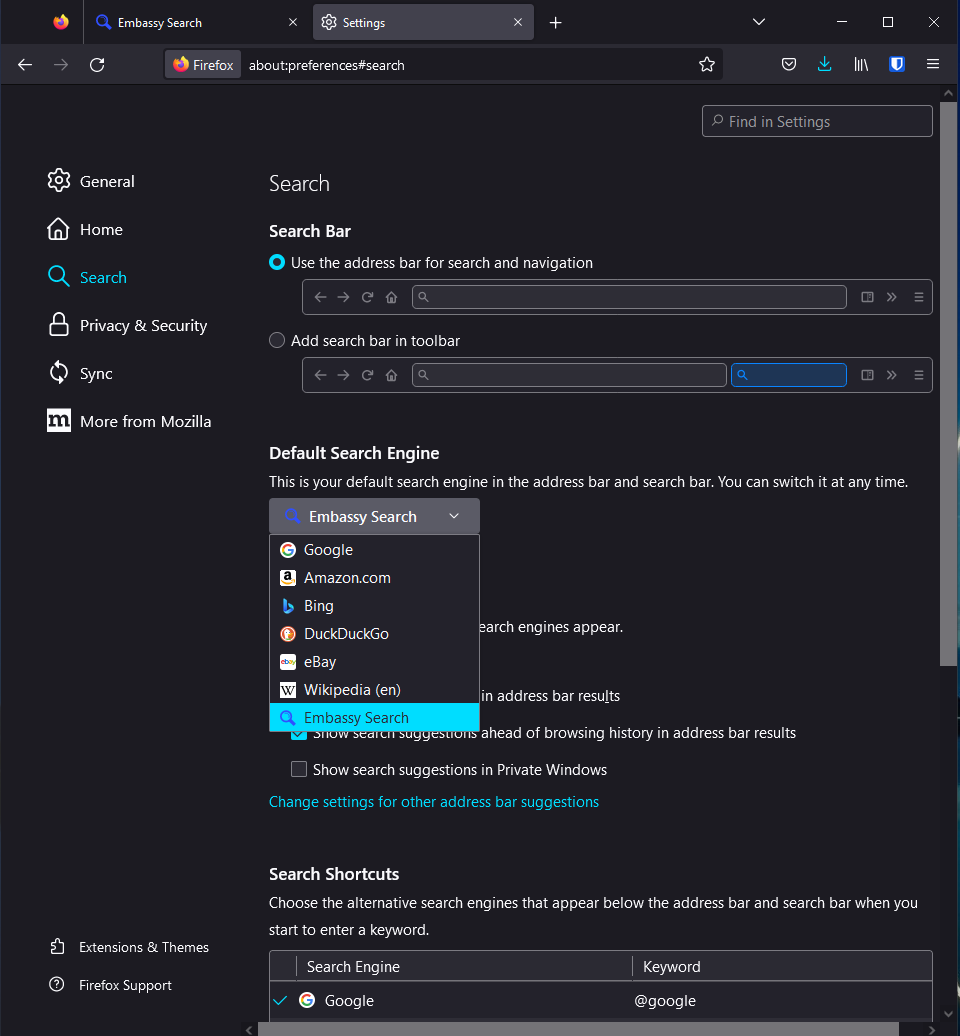 Embassy Search
Settings
Firefox
about:preferences#search
Find in Settings
General
Home
Search
Privacy & Security
Sync
More from Mozilla
Search
Search Bar
Use the address bar for search and navigation
Add search bar in toolbar
Default Search Engine
This is your default search engine in the address bar and search bar. You can switch it at any time.
Embassy Search
Google
Amazon.com
Bing
DuckDuckGo
eBay
Wikipedia (en)
Embassy Search
earch engines appear.
in address bar results
Show search suggestions ahead of browsing history in address bar results
Show search suggestions in Private Windows
Change settings for other address bar suggestions
Search Shortcuts
Choose the alternative search engines that appear below the address bar and search bar when you
start to enter a keyword.
Search Engine Keyword
Google @google
Extensions & Themes
Firefox Support